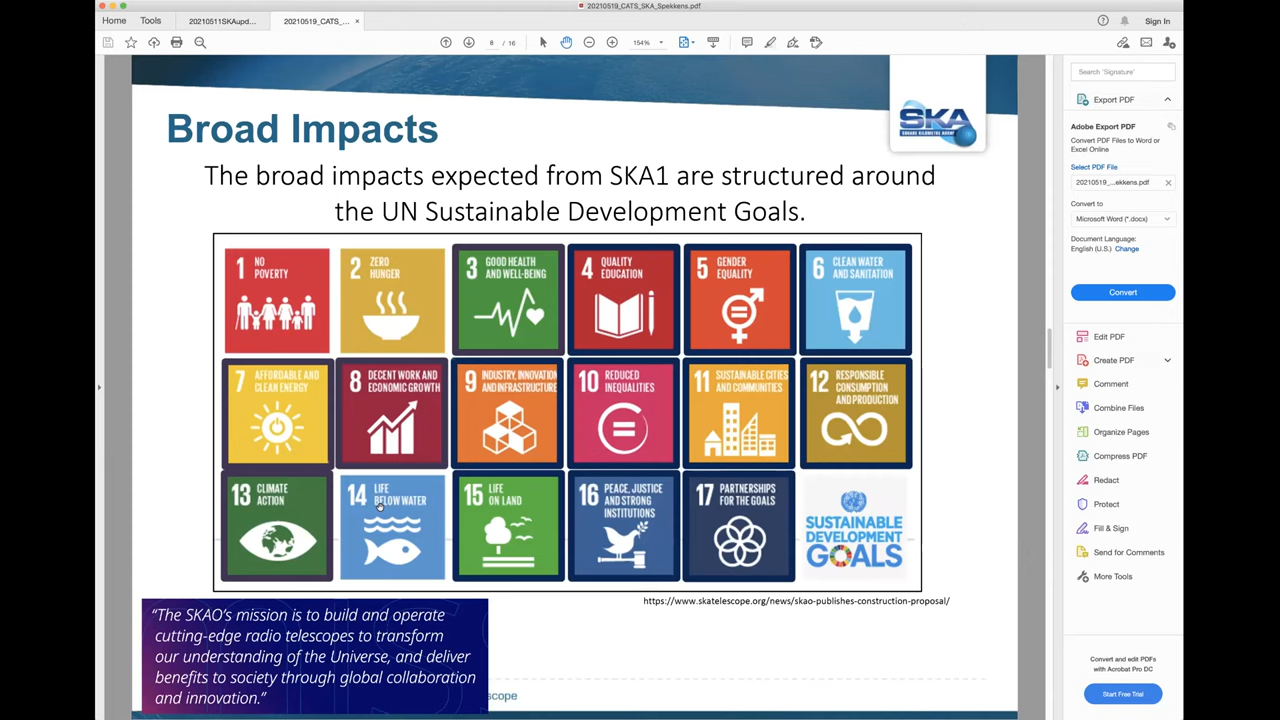 20210519_CATS_SKA_Spekkens.pdf
Home
Tools
20210511SKAupd...
20210519_CATS_...
×
Sign In
8 / 16
154%
Broad Impacts
SKA
SQUARE KILOMETRE ARRAY
The broad impacts expected from SKA1 are structured around
the UN Sustainable Development Goals.
1 NO
POVERTY
2 ZERO
HUNGER
3 GOOD HEALTH
AND WELL-BEING
4 QUALITY
EDUCATION
5 GENDER
EQUALITY
6 CLEAN WATER
AND SANITATION
7 AFFORDABLE AND
CLEAN ENERGY
8 DECENT WORK AND
ECONOMIC GROWTH
9 INDUSTRY, INNOVATION
AND INFRASTRUCTURE
10 REDUCED
INEQUALITIES
11 SUSTAINABLE CITIES
AND COMMUNITIES
12 RESPONSIBLE
CONSUMPTION
AND PRODUCTION
13 CLIMATE
ACTION
14 LIFE
BELOW WATER
15 LIFE
ON LAND
16 PEACE, JUSTICE
AND STRONG
INSTITUTIONS
17 PARTNERSHIPS
FOR THE GOALS
SUSTAINABLE
DEVELOPMENT
GOALS
https://www.skatelescope.org/news/skao-publishes-construction-proposal/
“The SKAO’s mission is to build and operate
cutting-edge radio telescopes to transform
our understanding of the Universe, and deliver
benefits to society through global collaboration
and innovation.”
scope
Search 'Signature'
Export PDF
Adobe Export PDF
Convert PDF Files to Word or
Excel Online
Select PDF File
20210519_...ekkens.pdf
Convert to
Microsoft Word (*.docx)
Document Language:
English (U.S.) Change
Convert
Edit PDF
Create PDF
Comment
Combine Files
Organize Pages
Compress PDF
Redact
Protect
Fill & Sign
Send for Comments
More Tools
Convert and edit PDFs
with Acrobat Pro DC
Start Free Trial